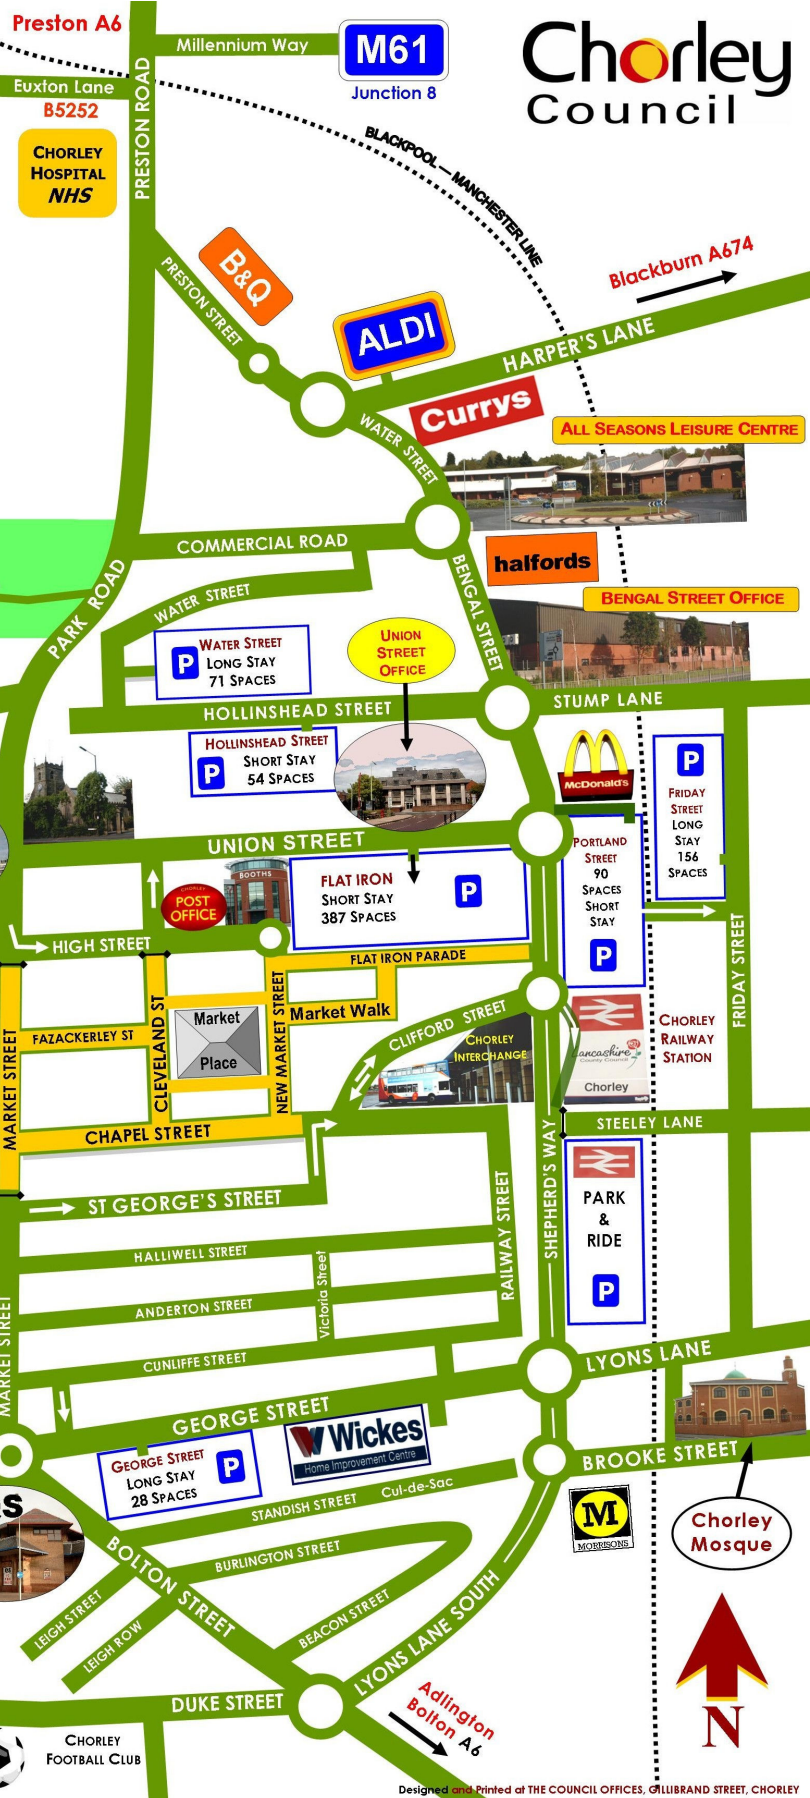 Preston A6
Millennium Way
M61
Junction 8
Chorley
Council
Euxton Lane
B5252
CHORLEY
HOSPITAL
NHS
PRESTON ROAD
BLACKPOOL — MANCHESTER LINE
B&Q
PRESTON STREET
Blackburn A674
ALDI
HARPER'S LANE
Currys
WATER STREET
ALL SEASONS LEISURE CENTRE
COMMERCIAL ROAD
halfords
BENGAL STREET
BENGAL STREET OFFICE
PARK ROAD
WATER STREET
P
WATER STREET
LONG STAY
71 SPACES
UNION
STREET
OFFICE
HOLLINSHEAD STREET
STUMP LANE
HOLLINSHEAD STREET
P
SHORT STAY
54 SPACES
McDonald's
P
FRIDAY
STREET
LONG
STAY
156
SPACES
UNION STREET
PORTLAND
STREET
90
SPACES
SHORT
STAY
P
CHORLEY
POST
OFFICE
BOOTHS
FLAT IRON
SHORT STAY
387 SPACES
P
HIGH STREET
FLAT IRON PARADE
FRIDAY STREET
MARKET STREET
FAZACKERLEY ST
CLEVELAND ST
Market
Place
NEW MARKET STREET
Market Walk
CLIFFORD STREET
CHORLEY
INTERCHANGE
Lancashire
County Council
Chorley
CHORLEY
RAILWAY
STATION
CHAPEL STREET
STEELEY LANE
SHEPHERD'S WAY
PARK
&
RIDE
P
ST GEORGE'S STREET
RAILWAY STREET
HALLIWELL STREET
Victoria Street
ANDERTON STREET
MARKET STREET
CUNLIFFE STREET
LYONS LANE
GEORGE STREET
Wickes
Home Improvement Centre
GEORGE STREET
LONG STAY
28 SPACES
P
BROOKE STREET
STANDISH STREET
Cul-de-Sac
M
MORRISONS
Chorley
Mosque
BOLTON STREET
BURLINGTON STREET
LEIGH STREET
LEIGH ROW
BEACON STREET
LYONS LANE SOUTH
DUKE STREET
Adlington
Bolton A6
N
CHORLEY
FOOTBALL CLUB
Designed and Printed at THE COUNCIL OFFICES, GILLIBRAND STREET, CHORLEY